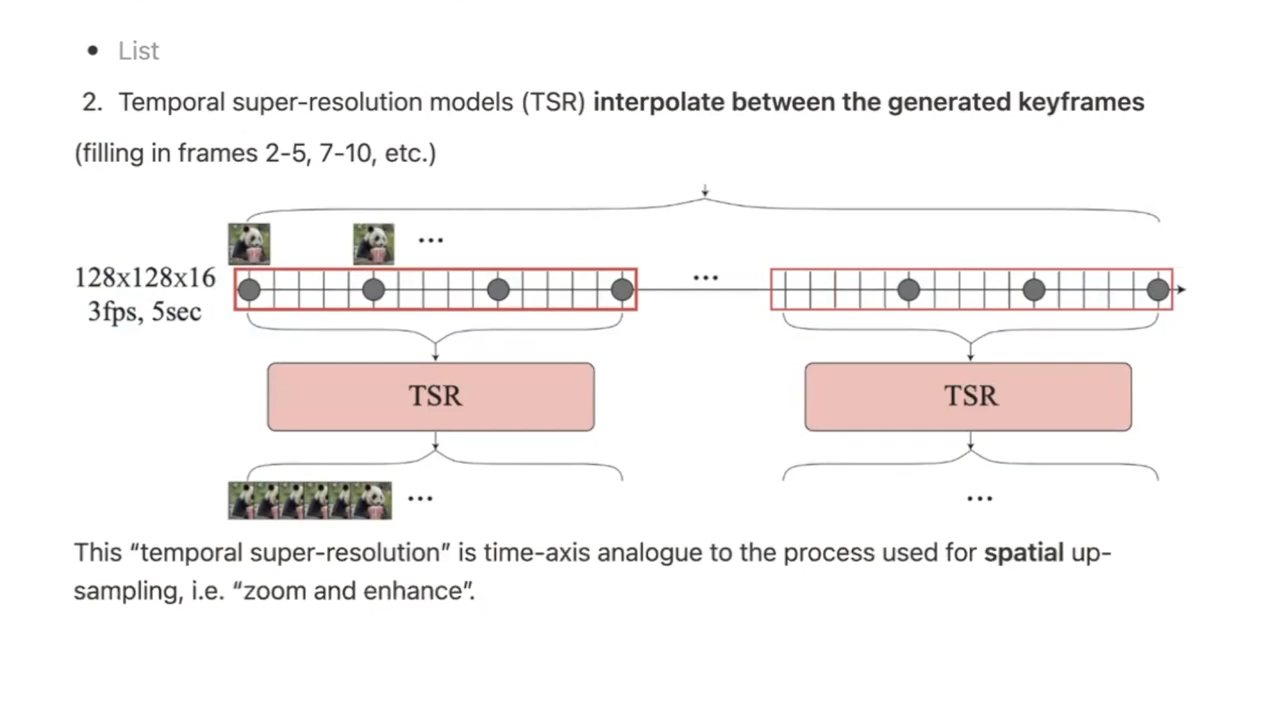 • List
2. Temporal super-resolution models (TSR) interpolate between the generated keyframes
(filling in frames 2-5, 7-10, etc.)
...
128x128x16
3fps, 5sec
...
TSR
TSR
...
...
This “temporal super-resolution” is time-axis analogue to the process used for spatial up-
sampling, i.e. “zoom and enhance”.